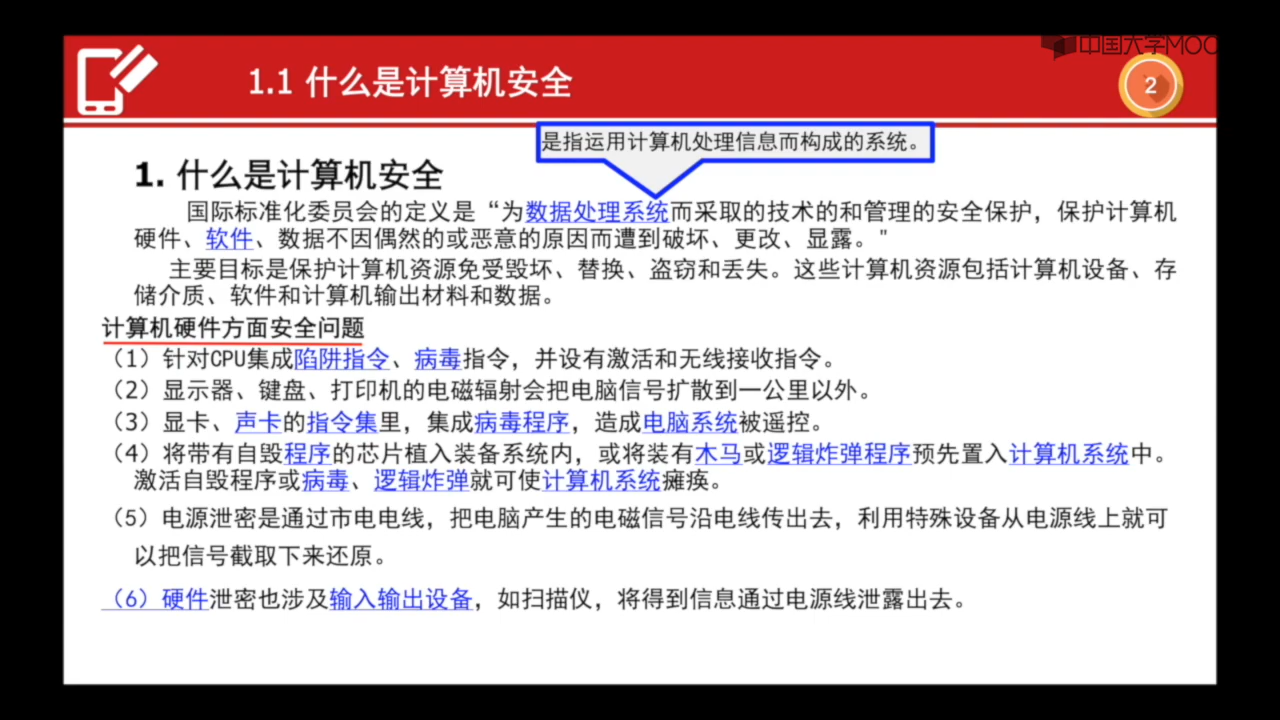 中国大学MOOC
1.1 什么是计算机安全
2
是指运用计算机处理信息而构成的系统。
1. 什么是计算机安全
国际标准化委员会的定义是“为数据处理系统而采取的技术的和管理的安全保护，保护计算机
硬件、软件、数据不因偶然的或恶意的原因而遭到破坏、更改、显露。"
主要目标是保护计算机资源免受毁坏、替换、盗窃和丢失。这些计算机资源包括计算机设备、存
储介质、软件和计算机输出材料和数据。
计算机硬件方面安全问题
（1）针对CPU集成陷阱指令、病毒指令，并设有激活和无线接收指令。
（2）显示器、键盘、打印机的电磁辐射会把电脑信号扩散到一公里以外。
（3）显卡、声卡的指令集里，集成病毒程序，造成电脑系统被遥控。
（4）将带有自毁程序的芯片植入装备系统内，或将装有木马或逻辑炸弹程序预先置入计算机系统中。
激活自毁程序或病毒、逻辑炸弹就可使计算机系统瘫痪。
（5）电源泄密是通过市电电线，把电脑产生的电磁信号沿电线传出去，利用特殊设备从电源线上就可
以把信号截取下来还原。
（6）硬件泄密也涉及输入输出设备，如扫描仪，将得到信息通过电源线泄露出去。